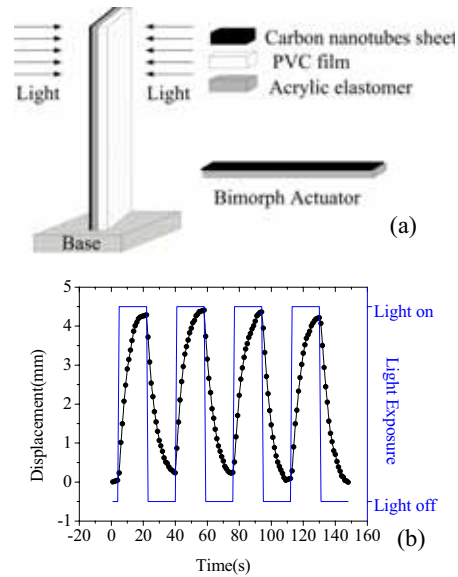 Light
Light
Carbon nanotubes sheet
PVC film
Acrylic elastomer
Base
Bimorph Actuator
(a)
5
4
3
2
1
0
-1
Displacement(mm)
-20 0 20 40 60 80 100 120 140 160
Time(s)
Light on
Light Exposure
Light off
(b)